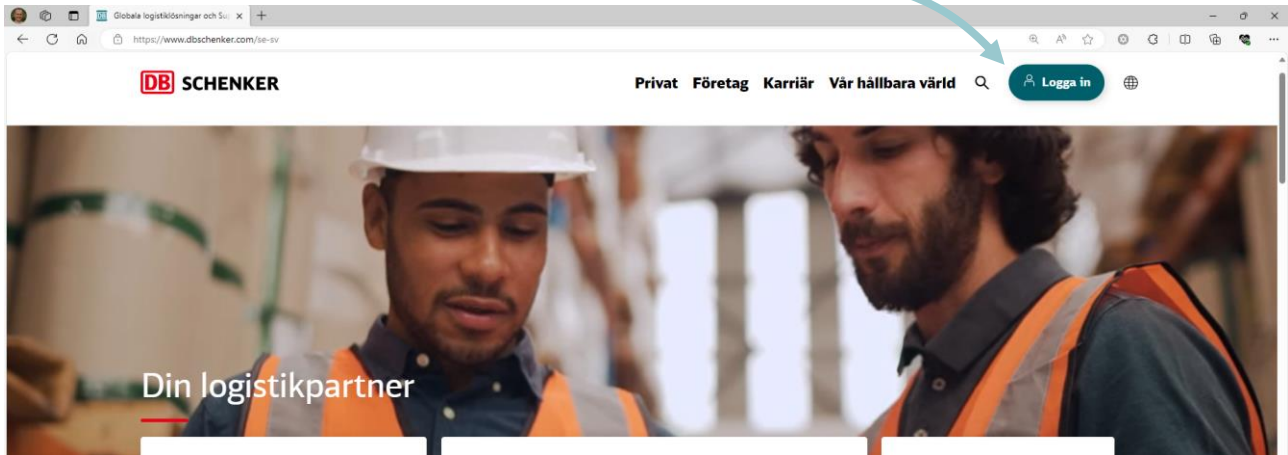 Globala logistiklösningar och Sup
https://www.dbschenker.com/se-sv
DB SCHENKER
Privat Företag Karriär Vår hållbara värld Logga in
Din logistikpartner